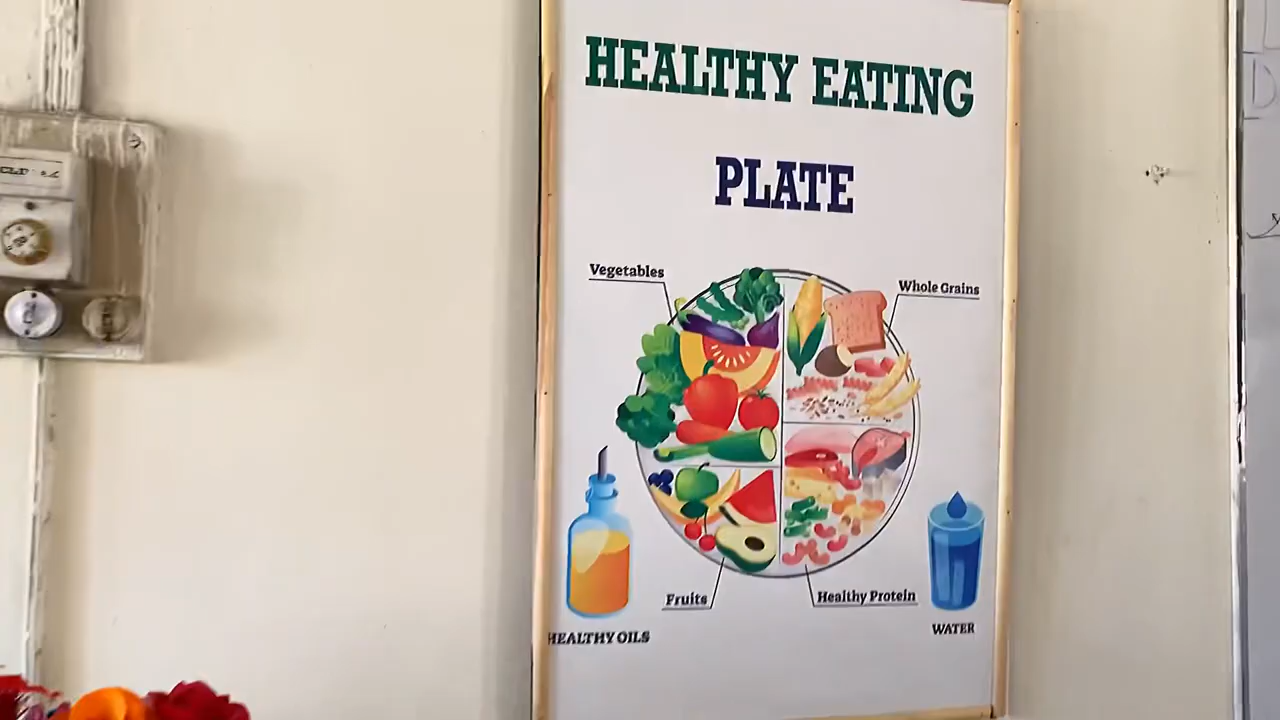 HEALTHY EATING
PLATE
Vegetables
Whole Grains
Fruits
Healthy Protein
HEALTHY OILS
WATER